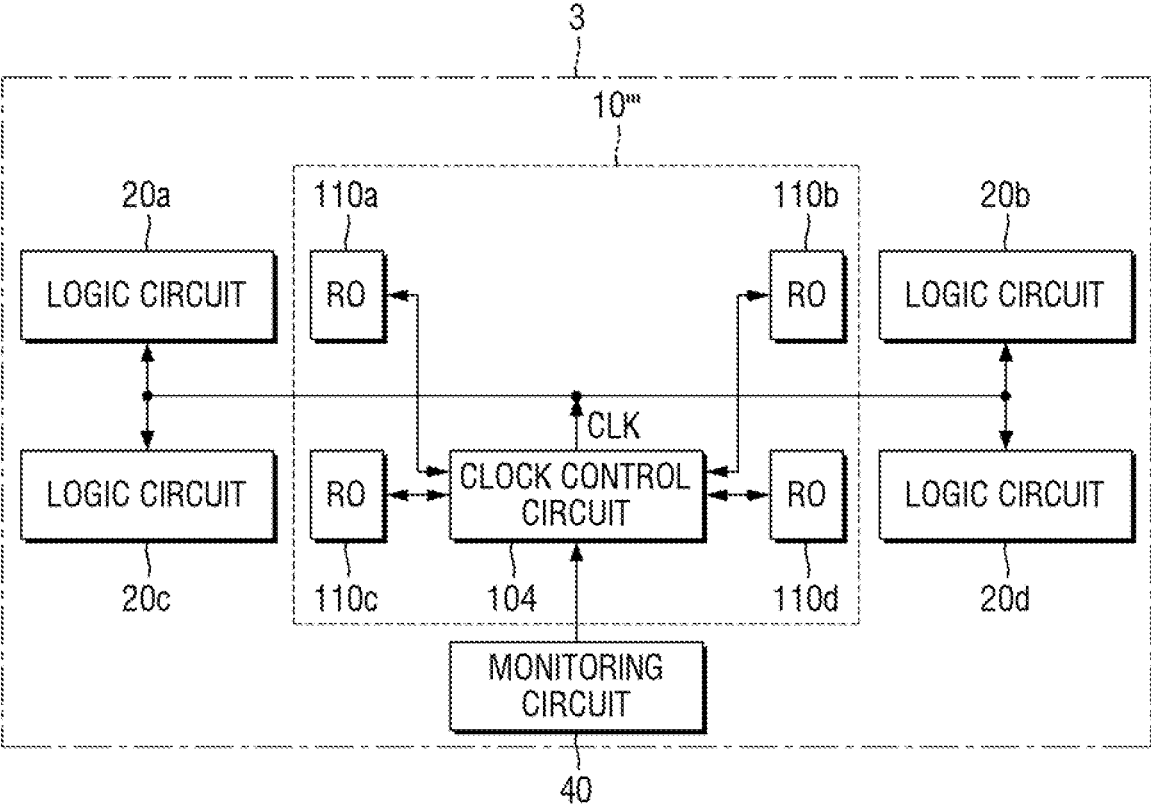 3
10'''
20a
110a
110b
20b
LOGIC CIRCUIT
RO
RO
LOGIC CIRCUIT
CLK
LOGIC CIRCUIT
RO
CLOCK CONTROL
CIRCUIT
RO
LOGIC CIRCUIT
20c
110c
104
110d
20d
MONITORING
CIRCUIT
40